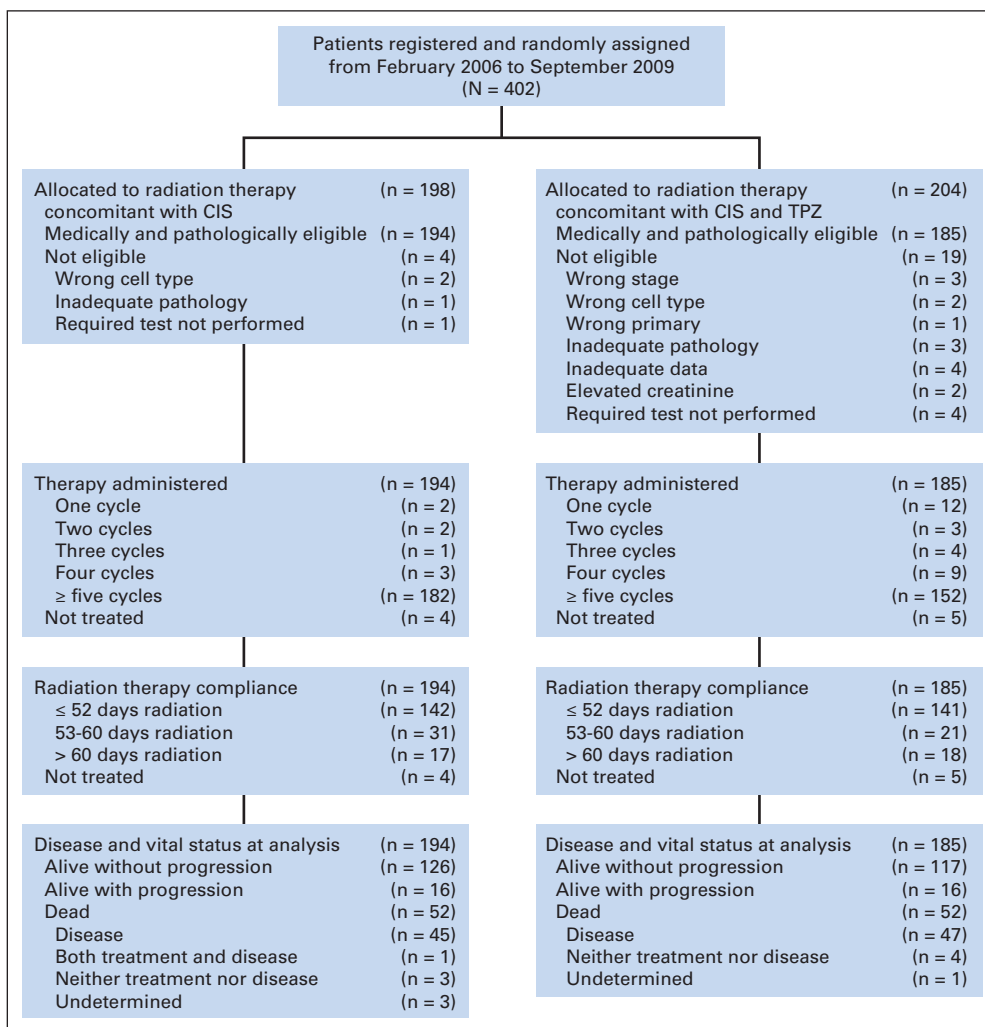 Patients registered and randomly assigned
from February 2006 to September 2009
(N = 402)
Allocated to radiation therapy (n = 198)
concomitant with CIS
Medically and pathologically eligible (n = 194)
Not eligible (n = 4)
Wrong cell type (n = 2)
Inadequate pathology (n = 1)
Required test not performed (n = 1)
Allocated to radiation therapy (n = 204)
concomitant with CIS and TPZ
Medically and pathologically eligible (n = 185)
Not eligible (n = 19)
Wrong stage (n = 3)
Wrong cell type (n = 2)
Wrong primary (n = 1)
Inadequate pathology (n = 3)
Inadequate data (n = 4)
Elevated creatinine (n = 2)
Required test not performed (n = 4)
Therapy administered (n = 194)
One cycle (n = 2)
Two cycles (n = 2)
Three cycles (n = 1)
Four cycles (n = 3)
≥ five cycles (n = 182)
Not treated (n = 4)
Therapy administered (n = 185)
One cycle (n = 12)
Two cycles (n = 3)
Three cycles (n = 4)
Four cycles (n = 9)
≥ five cycles (n = 152)
Not treated (n = 5)
Radiation therapy compliance (n = 194)
≤ 52 days radiation (n = 142)
53-60 days radiation (n = 31)
> 60 days radiation (n = 17)
Not treated (n = 4)
Radiation therapy compliance (n = 185)
≤ 52 days radiation (n = 141)
53-60 days radiation (n = 21)
> 60 days radiation (n = 18)
Not treated (n = 5)
Disease and vital status at analysis (n = 194)
Alive without progression (n = 126)
Alive with progression (n = 16)
Dead (n = 52)
Disease (n = 45)
Both treatment and disease (n = 1)
Neither treatment nor disease (n = 3)
Undetermined (n = 3)
Disease and vital status at analysis (n = 185)
Alive without progression (n = 117)
Alive with progression (n = 16)
Dead (n = 52)
Disease (n = 47)
Neither treatment nor disease (n = 4)
Undetermined (n = 1)